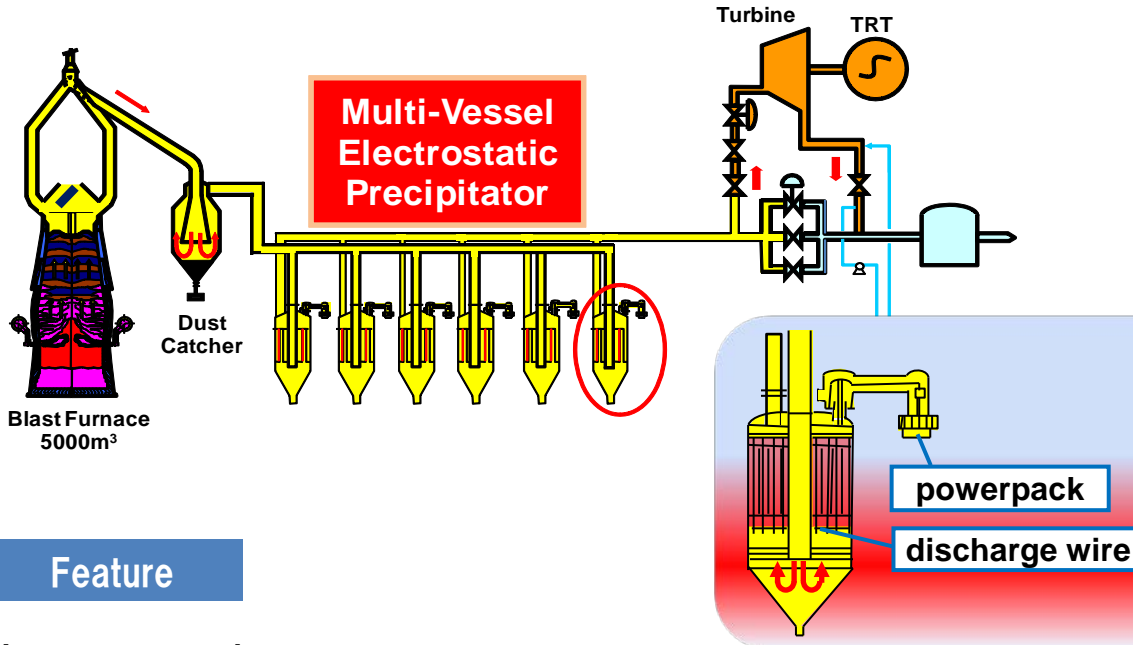 Turbine
TRT
Multi-Vessel
Electrostatic
Precipitator
Dust
Catcher
Blast Furnace
5000m³
powerpack
discharge wire
Feature